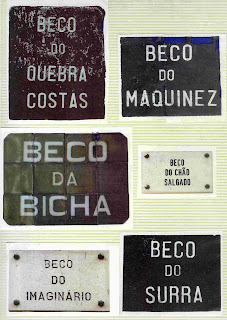 BECO
DO
QUEBRA
COSTAS
BECO
DO
MAQUINEZ
BECO
DA
BICHA
BECO
DO CHÃO
SALGADO
BECO
DO
IMAGINÁRIO
BECO
DO
SURRA